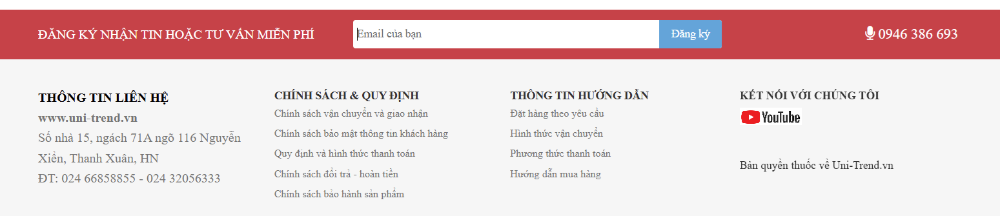 ĐĂNG KÝ NHẬN TIN HOẶC TƯ VẤN MIỄN PHÍ
Email của bạn
Đăng ký
0946 386 693
THÔNG TIN LIÊN HỆ
www.uni-trend.vn
Số nhà 15, ngách 71A ngõ 116 Nguyễn
Xiển, Thanh Xuân, HN
ĐT: 024 66858855 - 024 32056333
CHÍNH SÁCH & QUY ĐỊNH
Chính sách vận chuyển và giao nhận
Chính sách bảo mật thông tin khách hàng
Quy định và hình thức thanh toán
Chính sách đổi trả - hoàn tiền
Chính sách bảo hành sản phẩm
THÔNG TIN HƯỚNG DẪN
Đặt hàng theo yêu cầu
Hình thức vận chuyển
Phương thức thanh toán
Hướng dẫn mua hàng
KẾT NỐI VỚI CHÚNG TÔI
YouTube
Bản quyền thuốc về Uni-Trend.vn